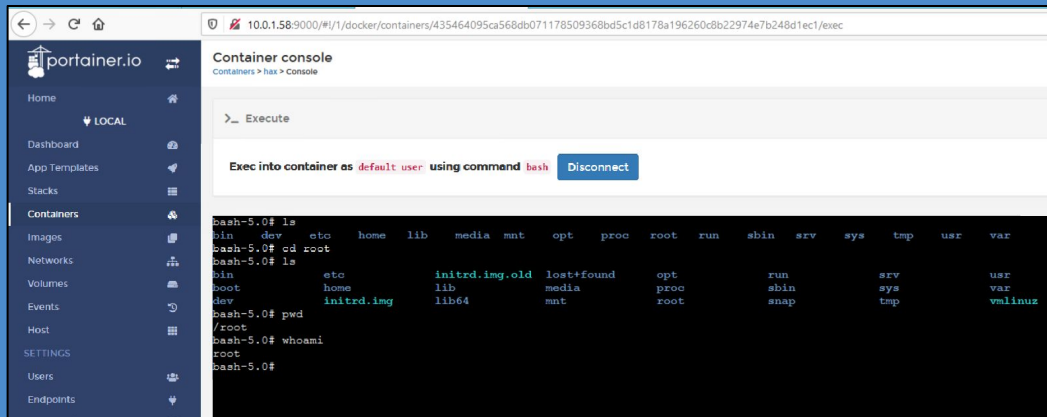 10.0.1.58:9000/#!/1/docker/containers/435464095ca568db071178509368bd5c1d8178a196260c8b22974e7b248d1ec1/exec
portainer.io
Home
LOCAL
Dashboard
App Templates
Stacks
Containers
Images
Networks
Volumes
Events
Host
SETTINGS
Users
Endpoints
Container console
Containers > hax > Console
>_ Execute
Exec into container as default user using command bash Disconnect
bash-5.0# ls
bin dev etc home lib media mnt opt proc root run sbin srv sys tmp usr var
bash-5.0# cd root
bash-5.0# ls
bin etc initrd.img.old lost+found opt run srv usr
boot home lib media proc sbin sys var
dev initrd.img lib64 mnt root snap tmp vmlinuz
bash-5.0# pwd
/root
bash-5.0# whoami
root
bash-5.0#